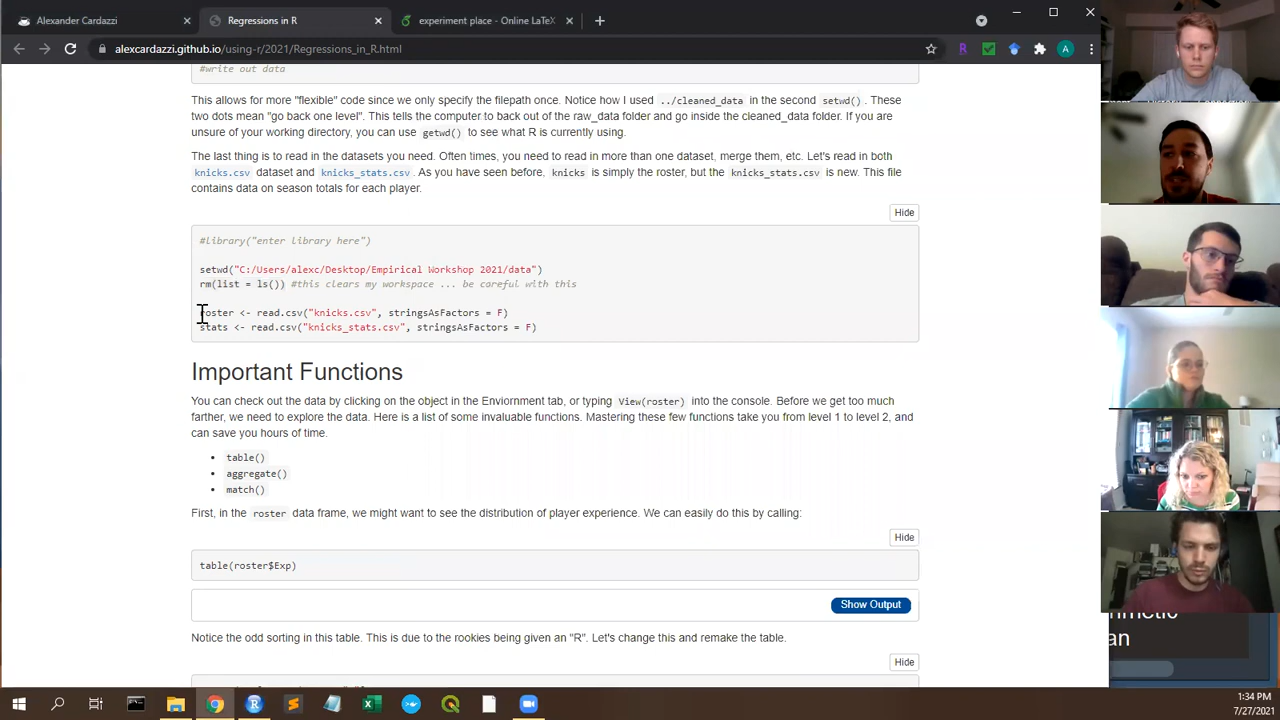 Alexander Cardazzi
Regressions in R
experiment place - Online LaTeX
alexcardazzi.github.io/using-r/2021/Regressions_in_R.html
#write out data
This allows for more "flexible" code since we only specify the filepath once. Notice how I used ../cleaned_data in the second setwd(). These
two dots mean "go back one level". This tells the computer to back out of the raw_data folder and go inside the cleaned_data folder. If you are
unsure of your working directory, you can use getwd() to see what R is currently using.
The last thing is to read in the datasets you need. Often times, you need to read in more than one dataset, merge them, etc. Let's read in both
knicks.csv dataset and knicks_stats.csv. As you have seen before, knicks is simply the roster, but the knicks_stats.csv is new. This file
contains data on season totals for each player.
Hide
#library("enter library here")
setwd("C:/Users/alexc/Desktop/Empirical Workshop 2021/data")
rm(list = ls()) #this clears my workspace ... be careful with this
roster <- read.csv("knicks.csv", stringsAsFactors = F)
stats <- read.csv("knicks_stats.csv", stringsAsFactors = F)
Important Functions
You can check out the data by clicking on the object in the Enviornment tab, or typing View(roster) into the console. Before we get too much
farther, we need to explore the data. Here is a list of some invaluable functions. Mastering these few functions take you from level 1 to level 2, and
can save you hours of time.
• table()
• aggregate()
• match()
First, in the roster data frame, we might want to see the distribution of player experience. We can easily do this by calling:
Hide
table(roster$Exp)
Show Output
Notice the odd sorting in this table. This is due to the rookies being given an "R". Let's change this and remake the table.
Hide
an
1:34 PM
7/27/2021